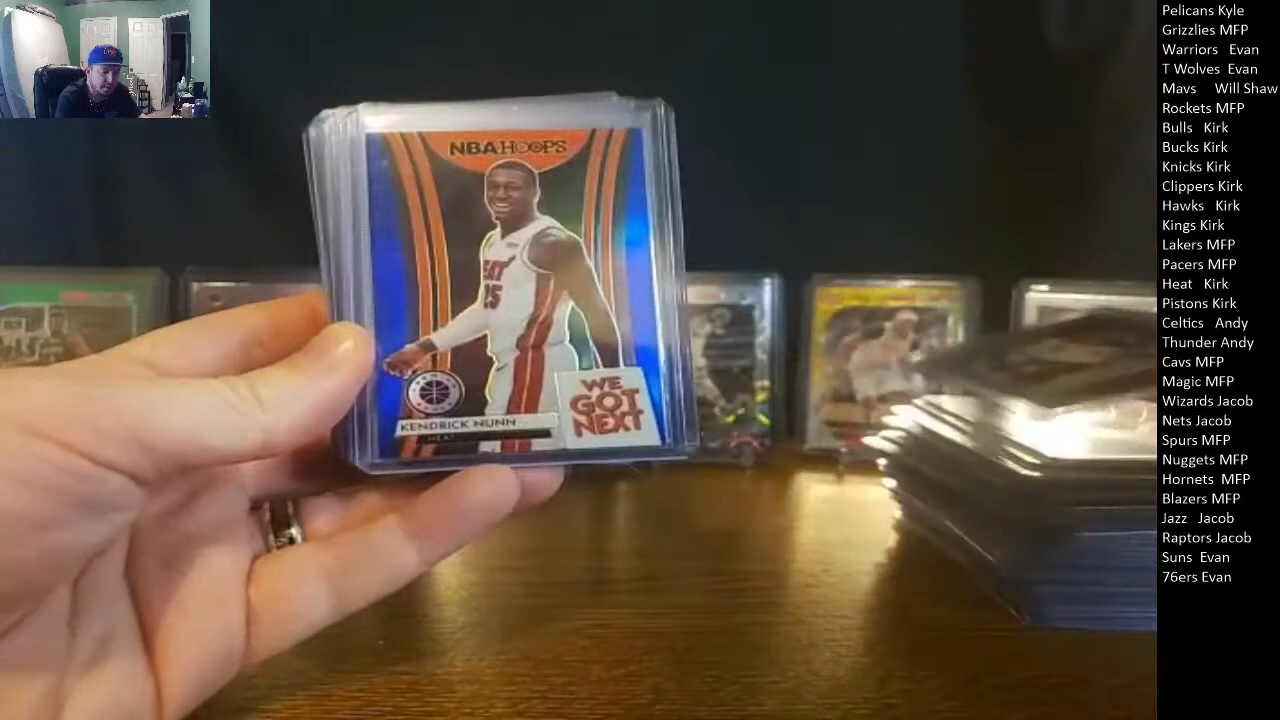 NBA HOOPS
HEAT
25
KENDRICK NUNN
HEAT
WE
GOT
NEXT
Pelicans Kyle
Grizzlies MFP
Warriors Evan
T Wolves Evan
Mavs Will Shaw
Rockets MFP
Bulls Kirk
Bucks Kirk
Knicks Kirk
Clippers Kirk
Hawks Kirk
Kings Kirk
Lakers MFP
Pacers MFP
Heat Kirk
Pistons Kirk
Celtics Andy
Thunder Andy
Cavs MFP
Magic MFP
Wizards Jacob
Nets Jacob
Spurs MFP
Nuggets MFP
Hornets MFP
Blazers MFP
Jazz Jacob
Raptors Jacob
Suns Evan
76ers Evan